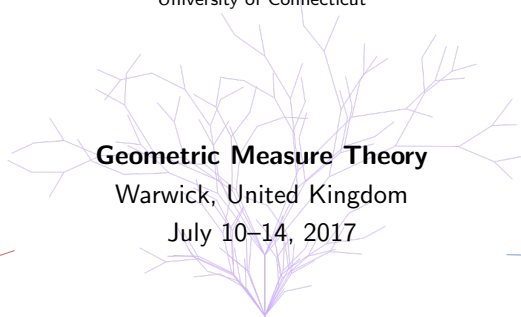 University of Connecticut
Geometric Measure Theory
Warwick, United Kingdom
July 10–14, 2017